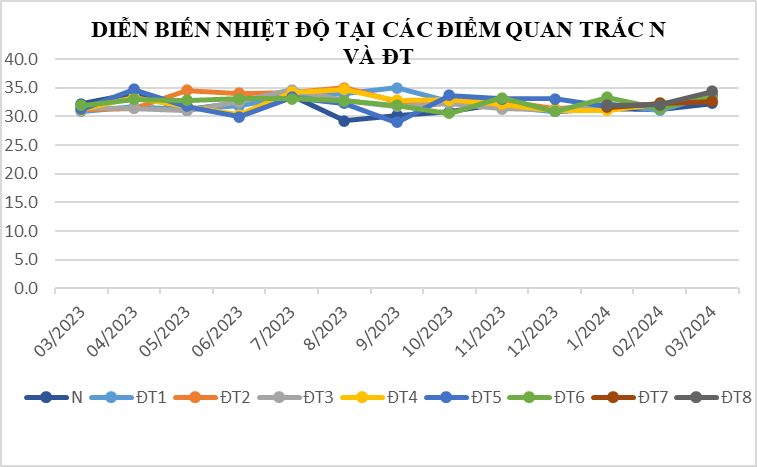 DIỄN BIẾN NHIỆT ĐỘ TẠI CÁC ĐIỂM QUAN TRẮC N
VÀ ĐT
40.0
35.0
30.0
25.0
20.0
15.0
10.0
5.0
0.0
03/2023 04/2023 05/2023 06/2023 7/2023 8/2023 9/2023 10/2023 11/2023 12/2023 1/2024 02/2024 03/2024
N ĐT1 ĐT2 ĐT3 ĐT4 ĐT5 ĐT6 ĐT7 ĐT8